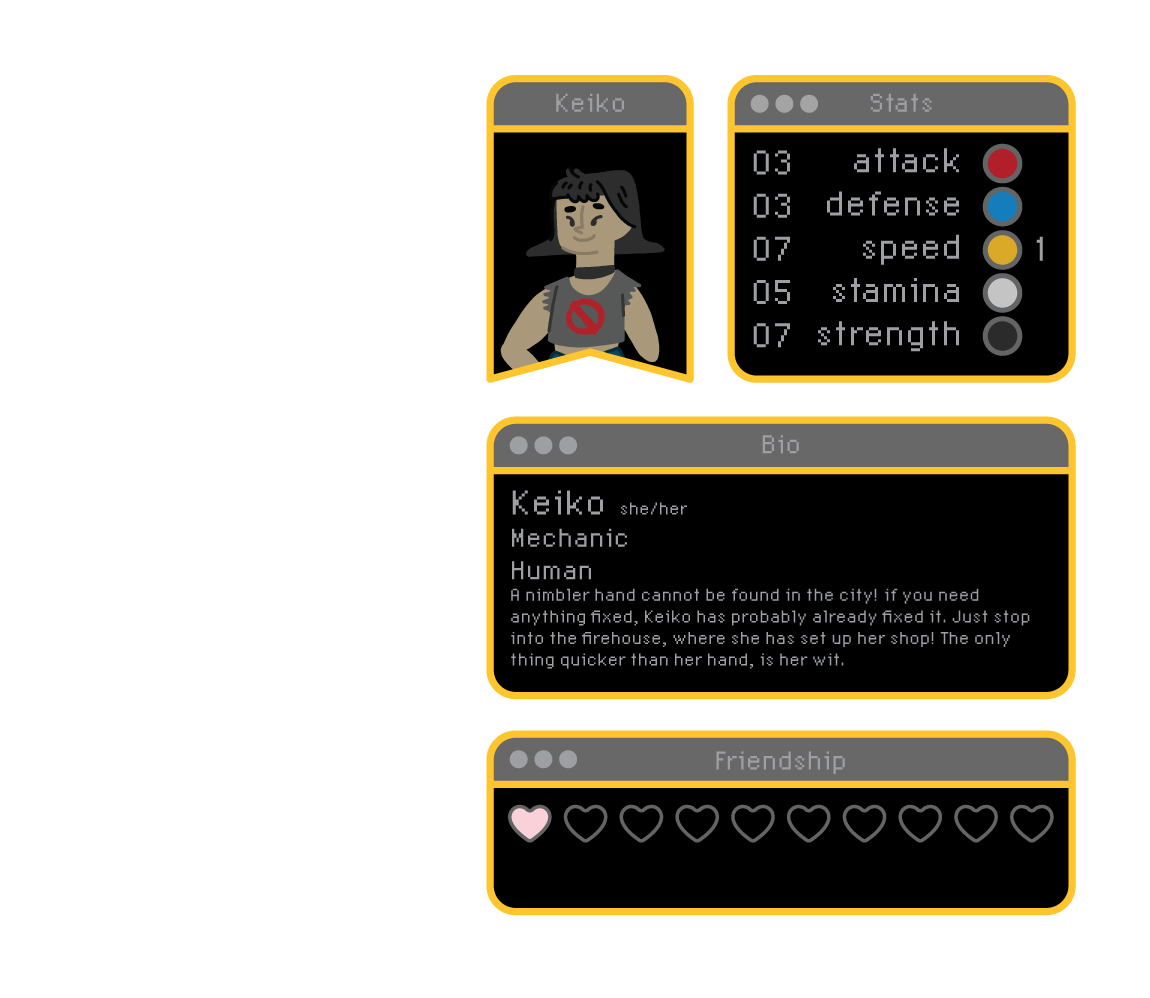 Keiko
Stats
03 attack
03 defense
07 speed 1
05 stamina
07 strength
Bio
Keiko she/her
Mechanic
Human
A nimbler hand cannot be found in the city! if you need
anything fixed, Keiko has probably already fixed it. Just stop
into the firehouse, where she has set up her shop! The only
thing quicker than her hand, is her wit.
Friendship